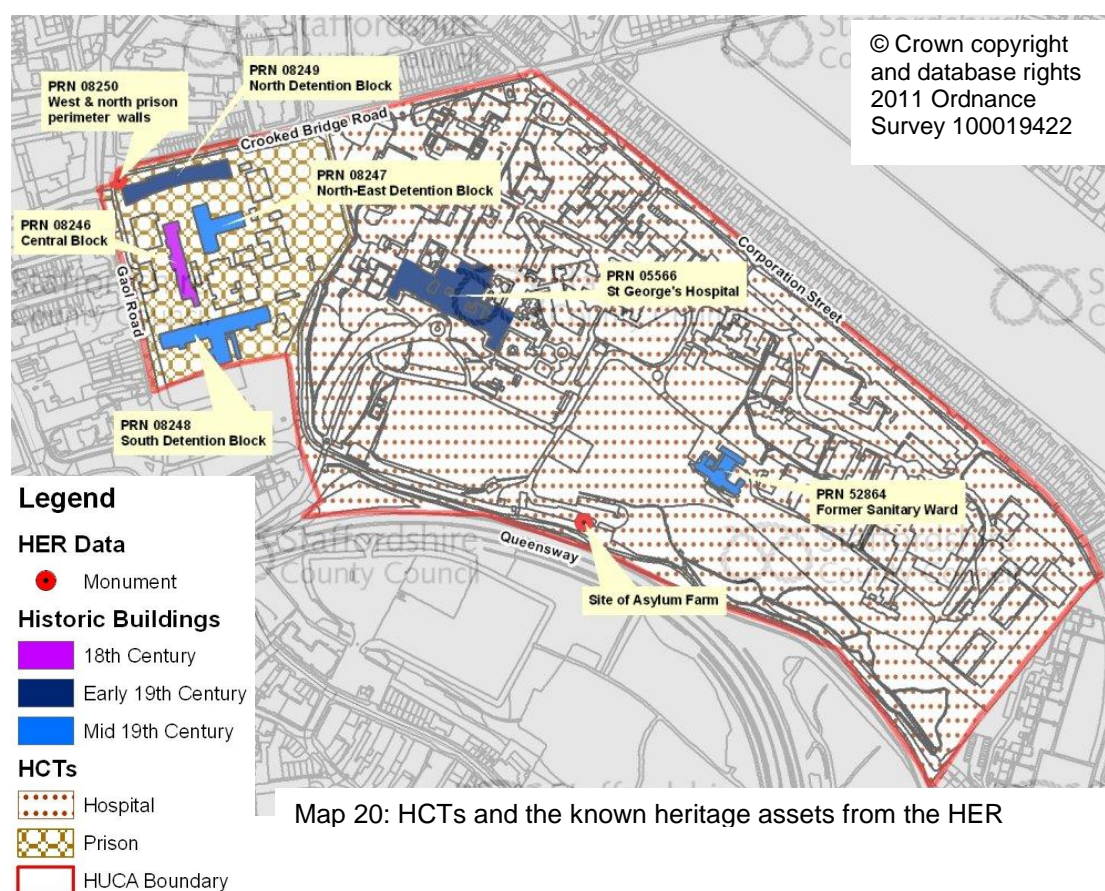 © Crown copyright
and database rights
2011 Ordnance
Survey 100019422
PRN 08250
West & north prison
perimeter walls
PRN 08249
North Detention Block
Crooked Bridge Road
PRN 08247
North-East Detention Block
PRN 08246
Central Block
Gaol Road
PRN 05566
St George's Hospital
Corporation Street
PRN 08248
South Detention Block
PRN 52864
Former Sanitary Ward
Queensway
Site of Asylum Farm
Staffordshire
County Council
Legend
HER Data
Monument
Historic Buildings
18th Century
Early 19th Century
Mid 19th Century
HCTs
Hospital
Prison
HUCA Boundary
Map 20: HCTs and the known heritage assets from the HER